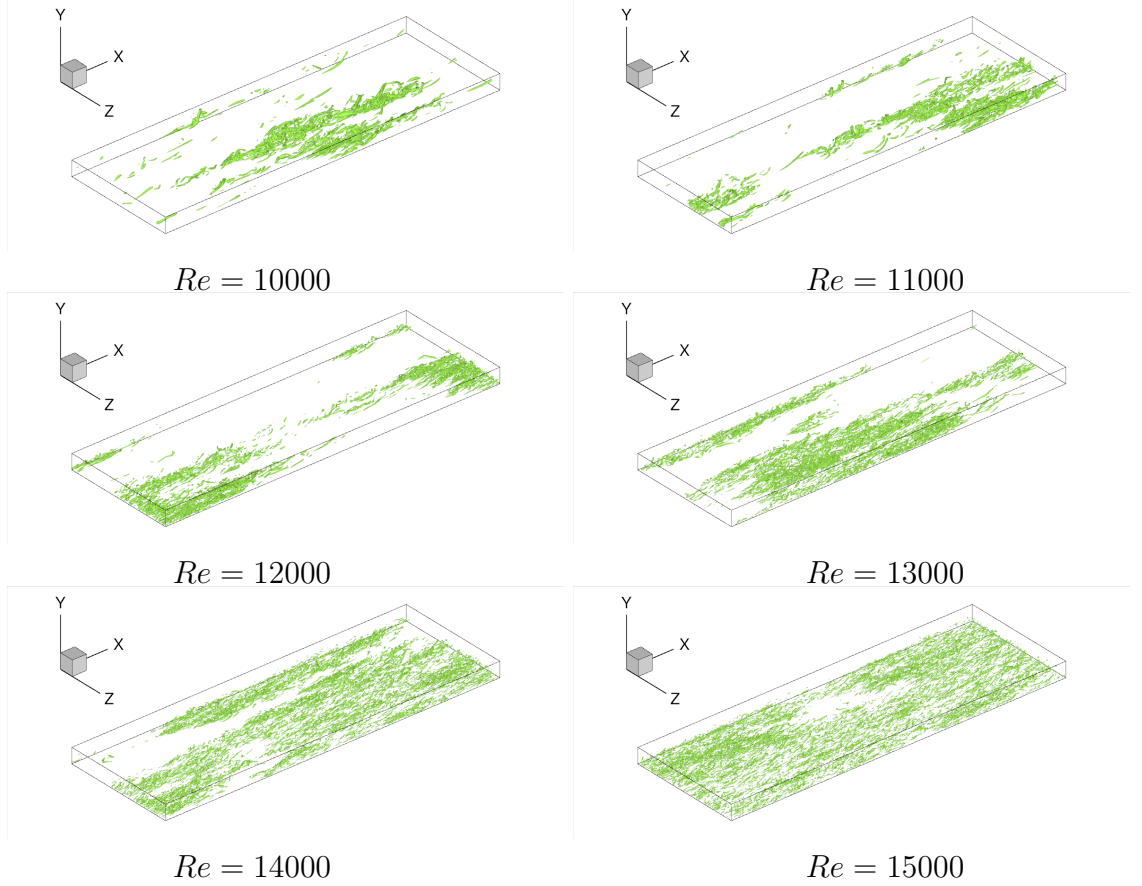 Y
X
Z
Re = 10000
Y
X
Z
Re = 11000
Y
X
Z
Re = 12000
Y
X
Z
Re = 13000
Y
X
Z
Re = 14000
Y
X
Z
Re = 15000